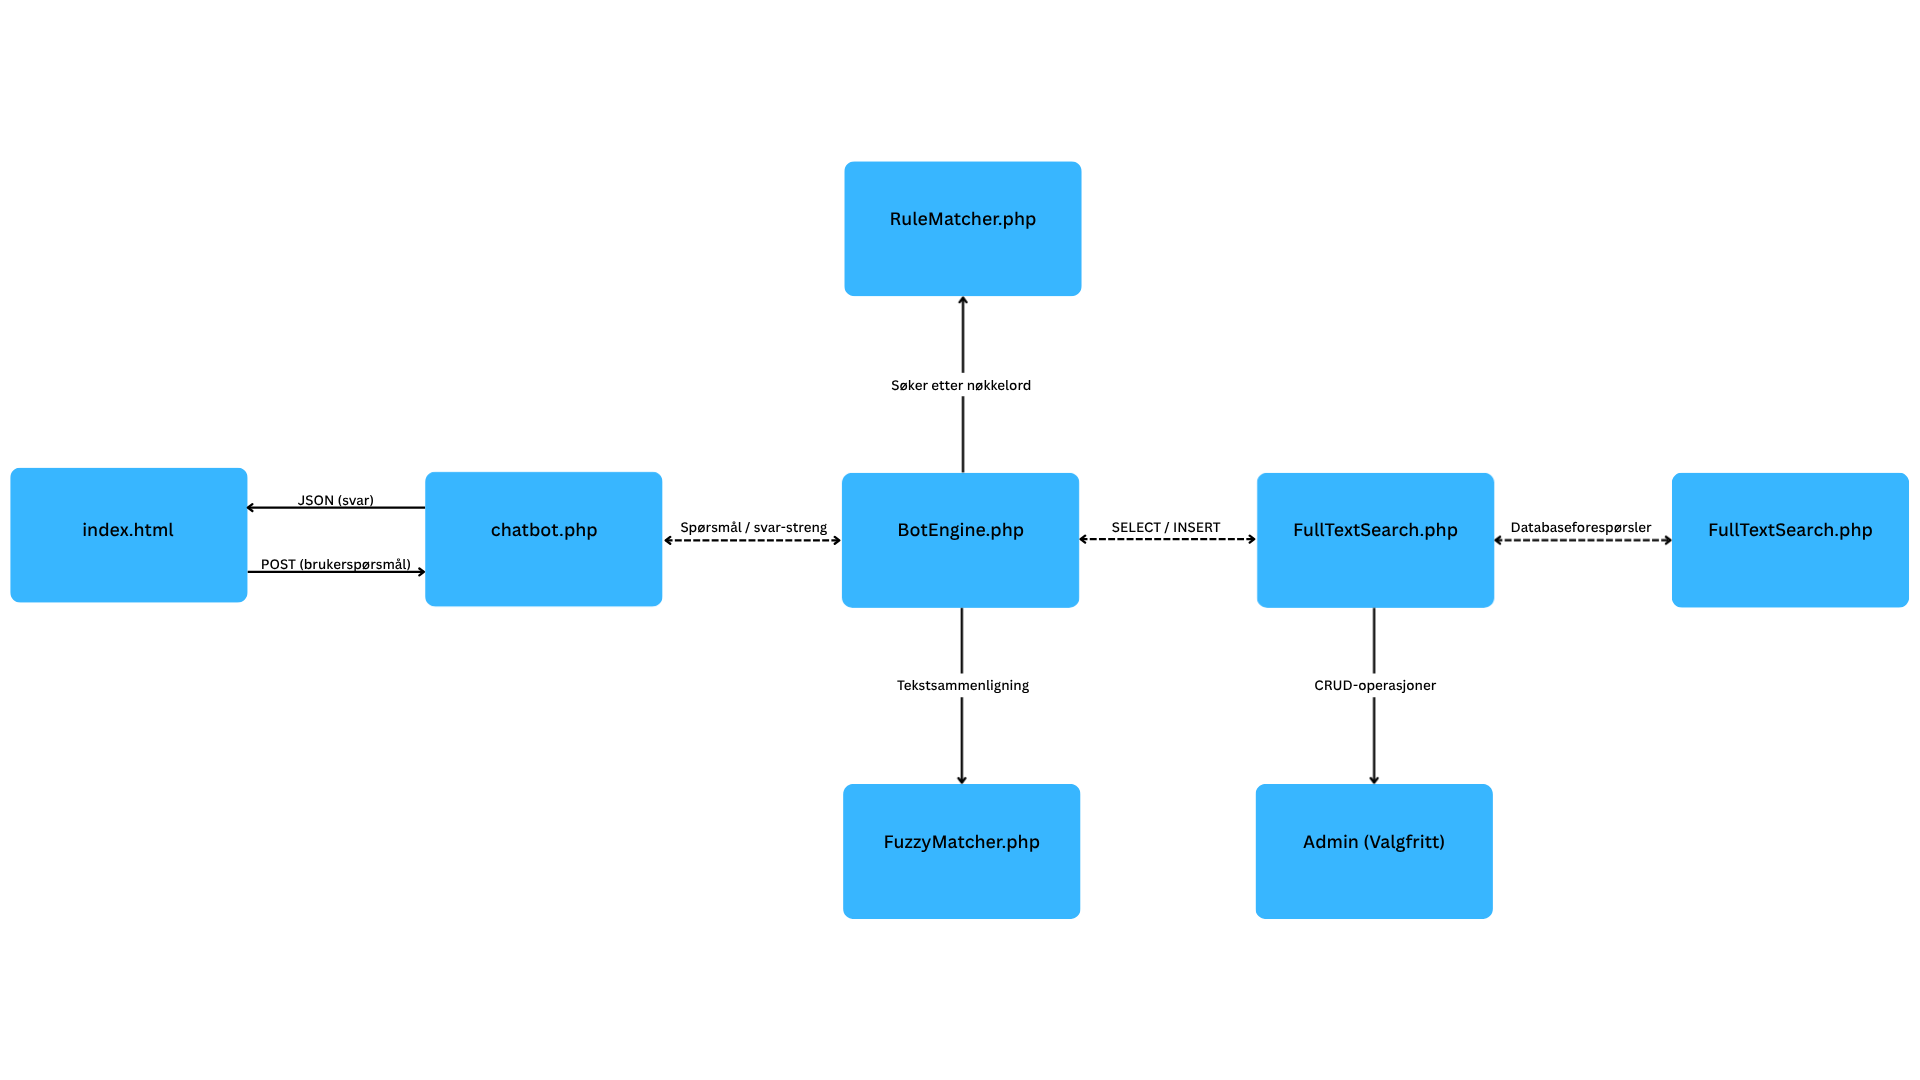 RuleMatcher.php
Søker etter nøkkelord
index.html
JSON (svar)
POST (brukerspørsmål)
chatbot.php
Spørsmål / svar-streng
BotEngine.php
SELECT / INSERT
FullTextSearch.php
Databaseforespørsler
FullTextSearch.php
Tekstsammenligning
CRUD-operasjoner
FuzzyMatcher.php
Admin (Valgfritt)